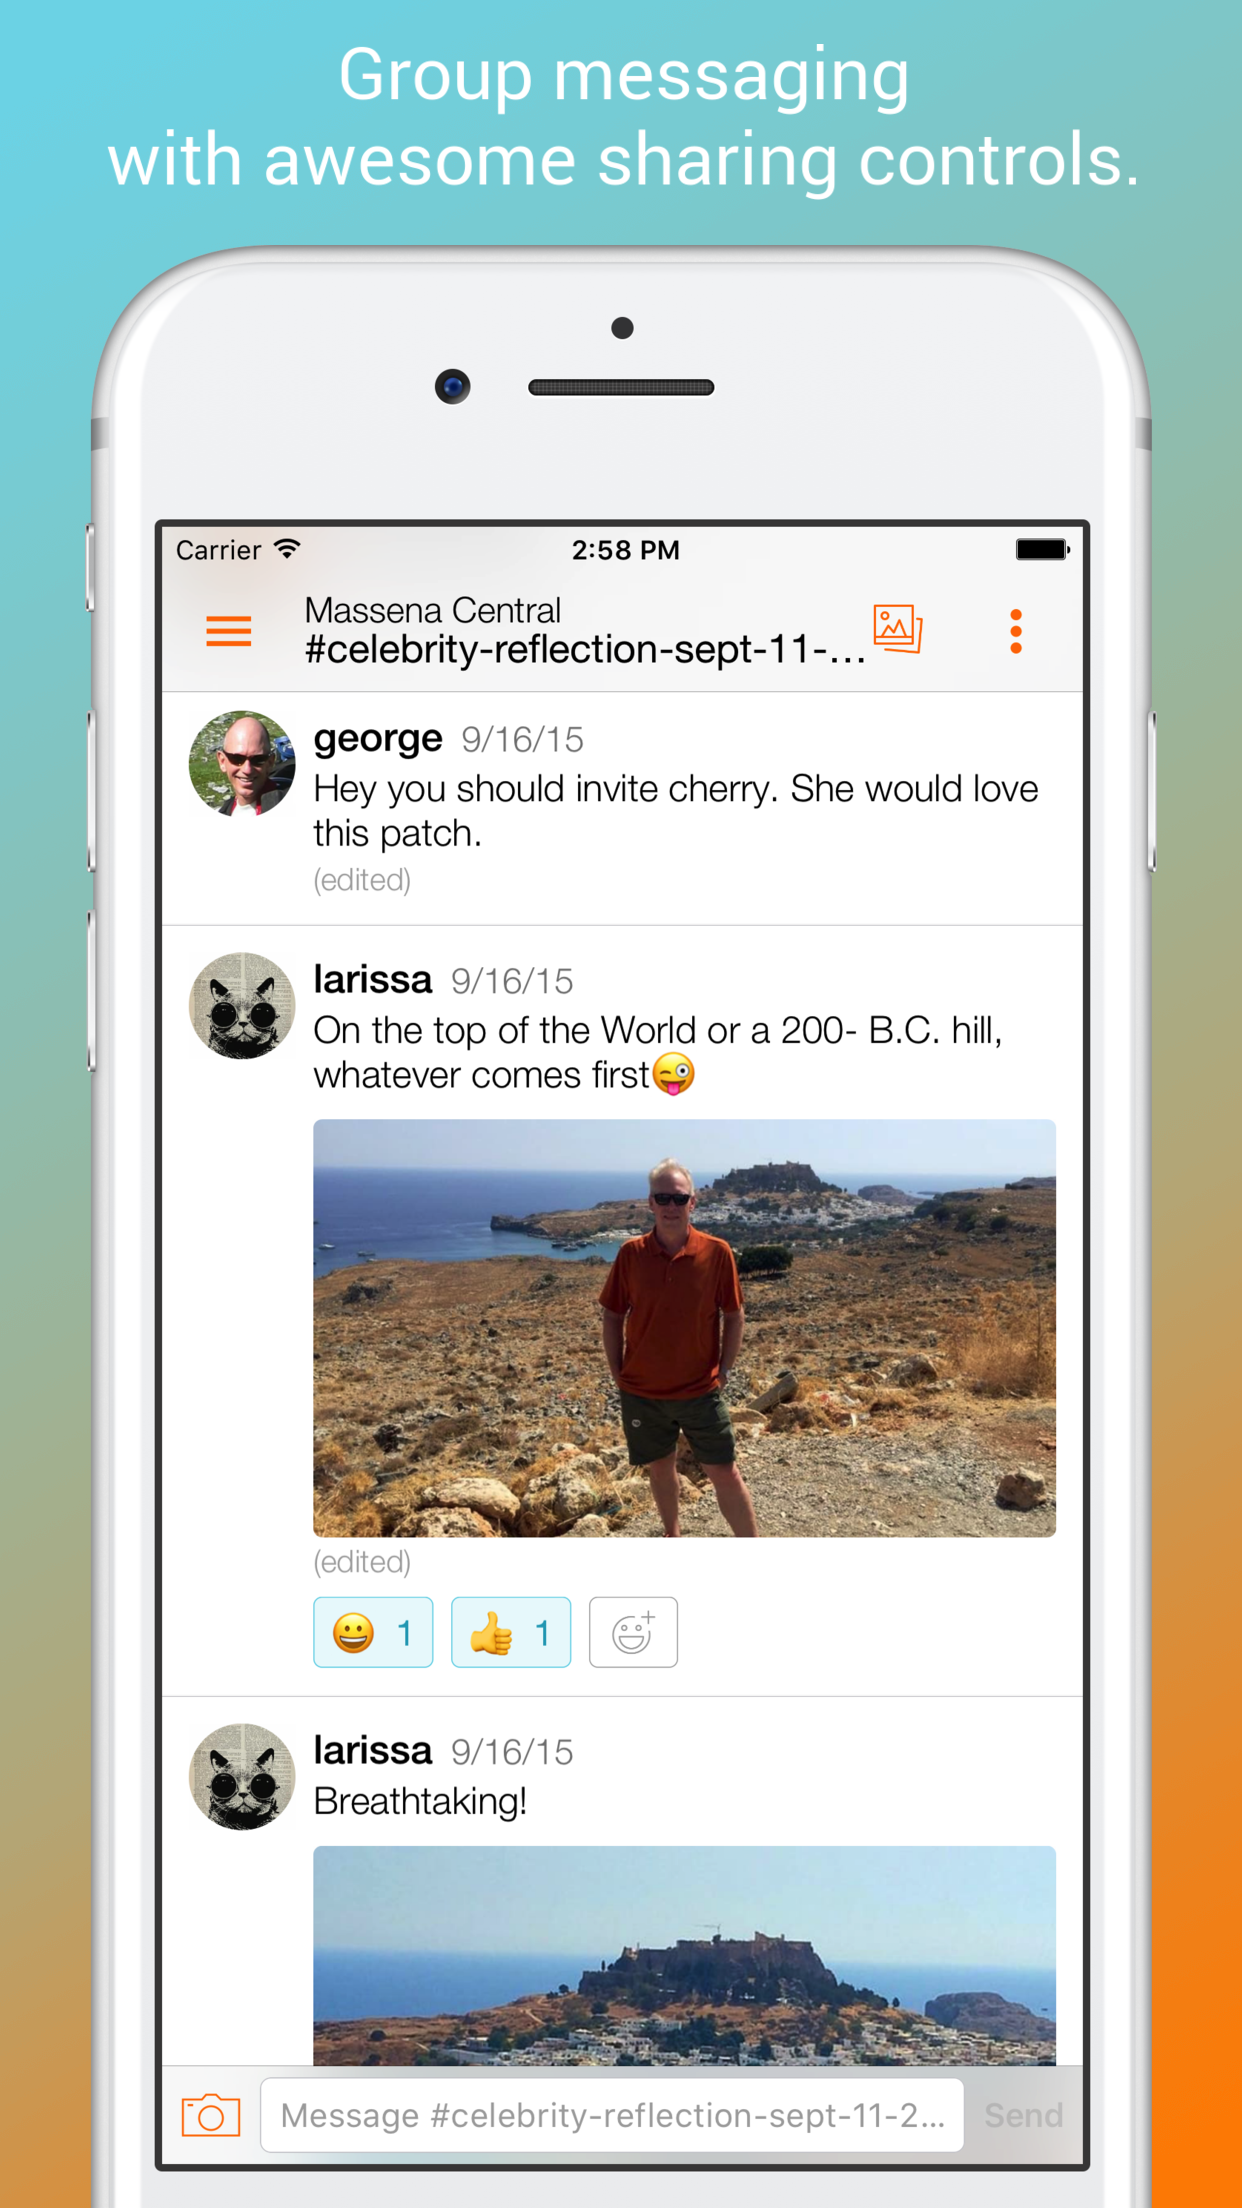 Group messaging
with awesome sharing controls.
Carrier 2:58 PM
Massena Central
#celebrity-reflection-sept-11-...
george 9/16/15
Hey you should invite cherry. She would love
this patch.
(edited)
larissa 9/16/15
On the top of the World or a 200- B.C. hill,
whatever comes first😜
(edited)
😀 1 👍 1
larissa 9/16/15
Breathtaking!
Message #celebrity-reflection-sept-11-2... Send